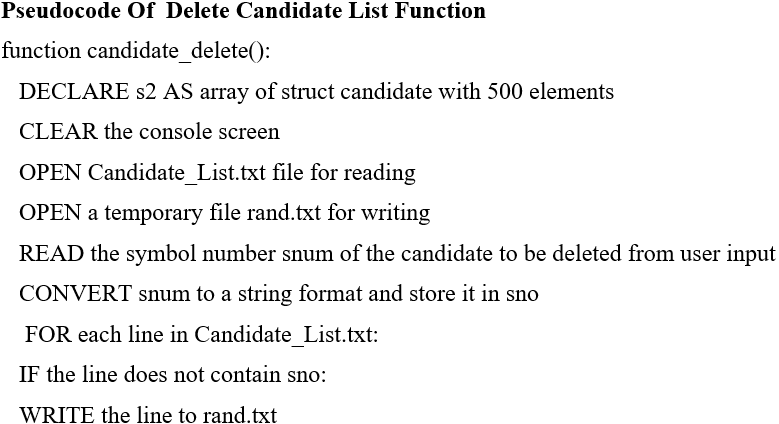 Pseudocode Of  Delete Candidate List Function
function candidate_delete():
DECLARE s2 AS array of struct candidate with 500 elements
CLEAR the console screen
OPEN Candidate_List.txt file for reading
OPEN a temporary file rand.txt for writing
READ the symbol number snum of the candidate to be deleted from user input
CONVERT snum to a string format and store it in sno
FOR each line in Candidate_List.txt:
IF the line does not contain sno:
WRITE the line to rand.txt